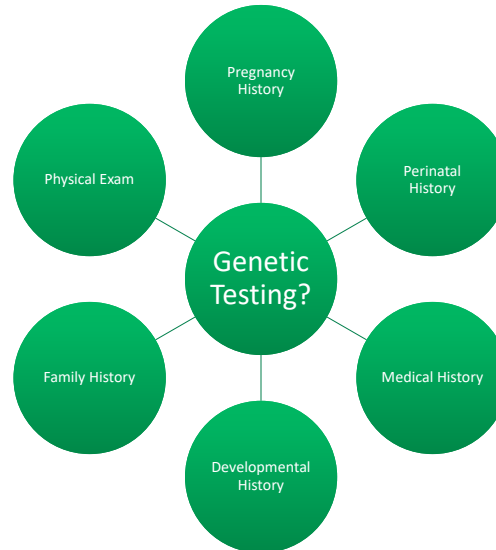 Pregnancy
History
Physical Exam
Perinatal
History
Genetic
Testing?
Family History
Medical History
Developmental
History